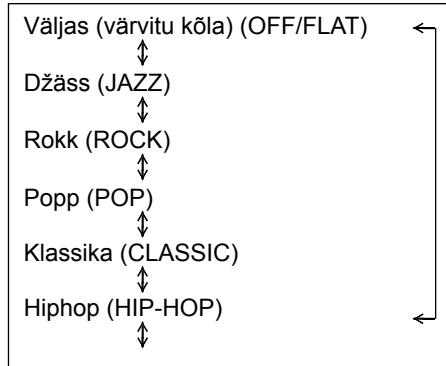 Väljas (värvitu kõla) (OFF/FLAT)
Džäss (JAZZ)
Rokk (ROCK)
Popp (POP)
Klassika (CLASSIC)
Hiphop (HIP-HOP)